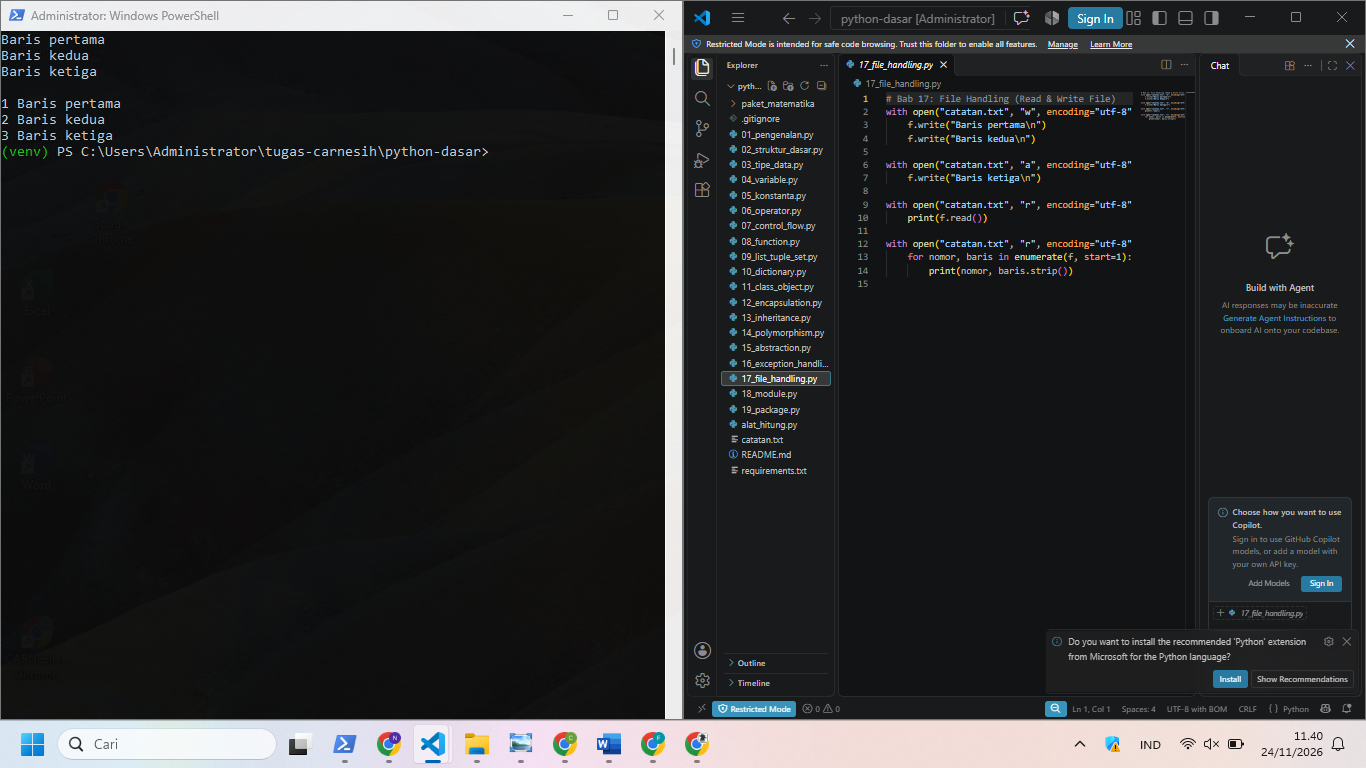 Administrator: Windows PowerShell
Baris pertama
Baris kedua
Baris ketiga
1 Baris pertama
2 Baris kedua
3 Baris ketiga
(venv) PS C:\Users\Administrator\tugas-carnesih\python-dasar>
python-dasar [Administrator]
Sign In
Restricted Mode is intended for safe code browsing. Trust this folder to enable all features. Manage Learn More
Explorer
pyth...
paket_matematika
.gitignore
01_pengenalan.py
02_struktur_dasar.py
03_tipe_data.py
04_variable.py
05_konstanta.py
06_operator.py
07_control_flow.py
08_function.py
09_list_tuple_set.py
10_dictionary.py
11_class_object.py
12_encapsulation.py
13_inheritance.py
14_polymorphism.py
15_abstraction.py
16_exception_handli...
17_file_handling.py
18_module.py
19_package.py
alat_hitung.py
catatan.txt
README.md
requirements.txt
Outline
Timeline
17_file_handling.py
17_file_handling.py
1 # Bab 17: File Handling (Read & Write File)
2 with open("catatan.txt", "w", encoding="utf-8"
3 f.write("Baris pertama\n")
4 f.write("Baris kedua\n")
5
6 with open("catatan.txt", "a", encoding="utf-8"
7 f.write("Baris ketiga\n")
8
9 with open("catatan.txt", "r", encoding="utf-8"
10 print(f.read())
11
12 with open("catatan.txt", "r", encoding="utf-8"
13 for nomor, baris in enumerate(f, start=1):
14 print(nomor, baris.strip())
15
Chat
Build with Agent
AI responses may be inaccurate
Generate Agent Instructions to
onboard AI onto your codebase.
Choose how you want to use
Copilot.
Sign in to use GitHub Copilot
models, or add a model with
your own API key.
Add Models Sign In
17_file_handling.py
Do you want to install the recommended 'Python' extension
from Microsoft for the Python language?
Install Show Recommendations
Restricted Mode 0 0
Ln 1, Col 1 Spaces: 4 UTF-8 with BOM CRLF { } Python
Cari
IND
11.40
24/11/2026